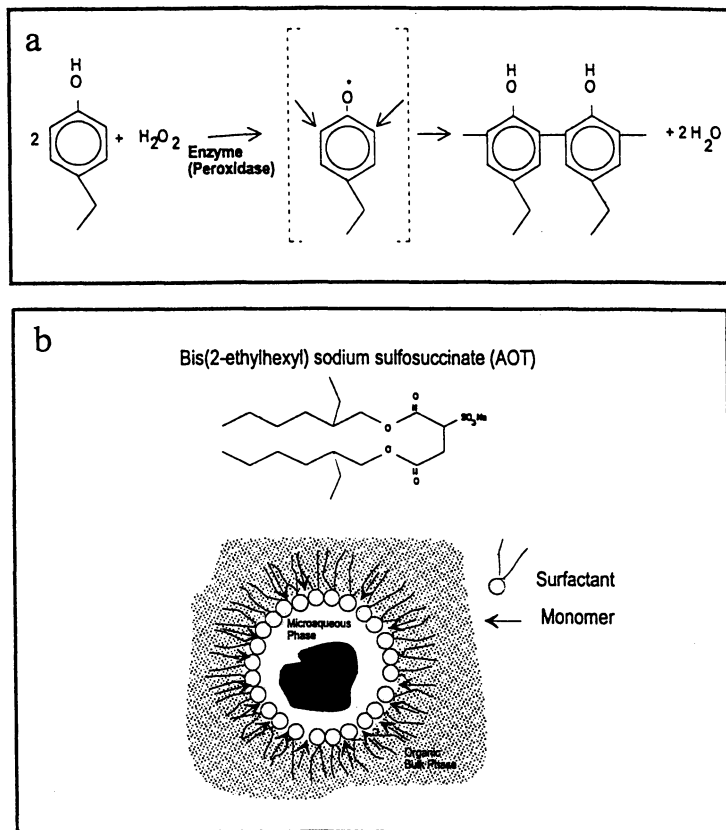 a
H
O
2
+ H2O2
Enzyme
(Peroxidase)
O
H H
O O
+ 2 H2O
b
Bis(2-ethylhexyl) sodium sulfosuccinate (AOT)
O
SO3Na
O
O
O
Surfactant
Monomer
Microaqueous
Phase
Organic
Bulk Phase